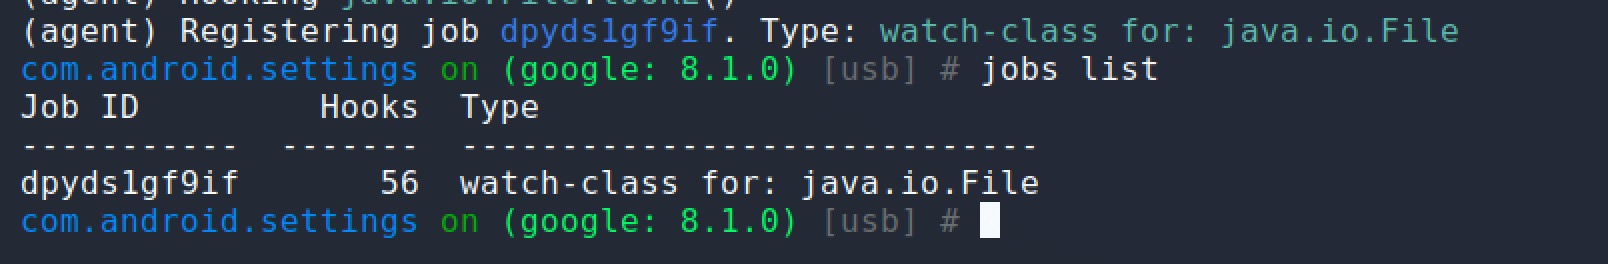 (agent) Registering job dpyds1gf9if. Type: watch-class for: java.io.File
com.android.settings on (google: 8.1.0) [usb] # jobs list
Job ID         Hooks  Type
-----------  -------  -----------------------------
dpyds1gf9if       56  watch-class for: java.io.File
com.android.settings on (google: 8.1.0) [usb] #